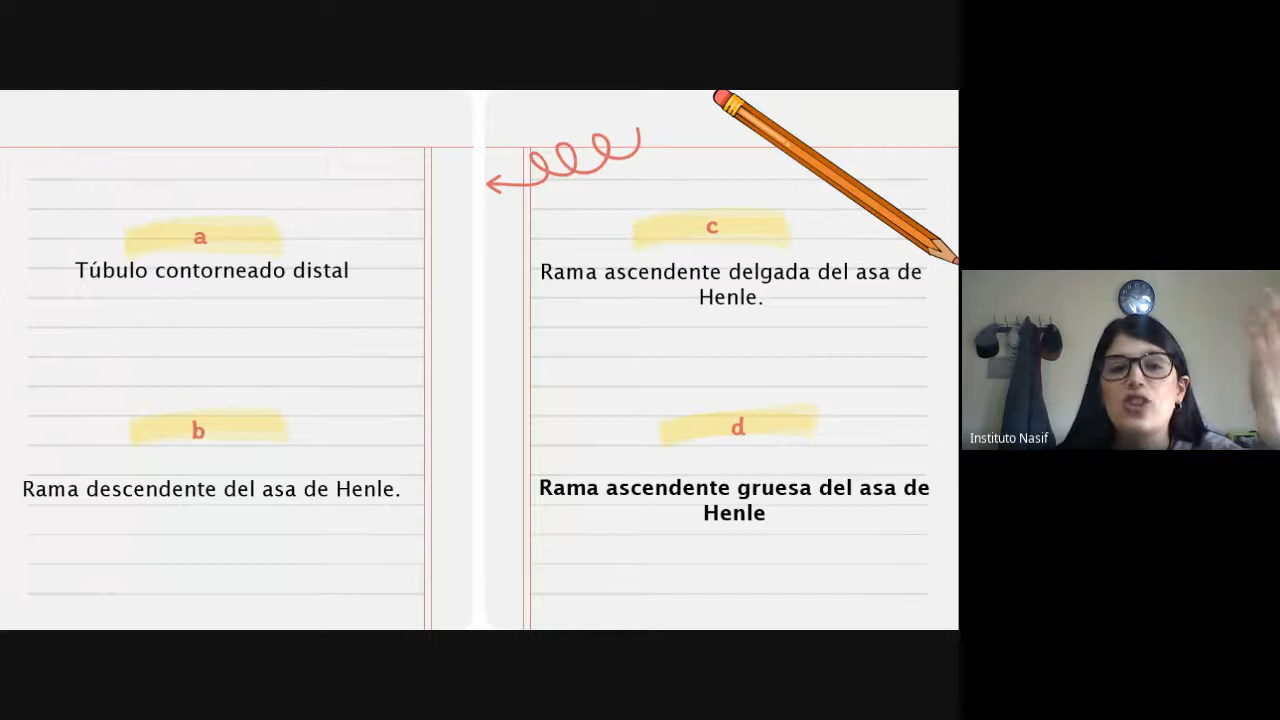 a
Túbulo contorneado distal
b
Rama descendente del asa de Henle.
c
Rama ascendente delgada del asa de
Henle.
d
Rama ascendente gruesa del asa de
Henle
Instituto Nasif